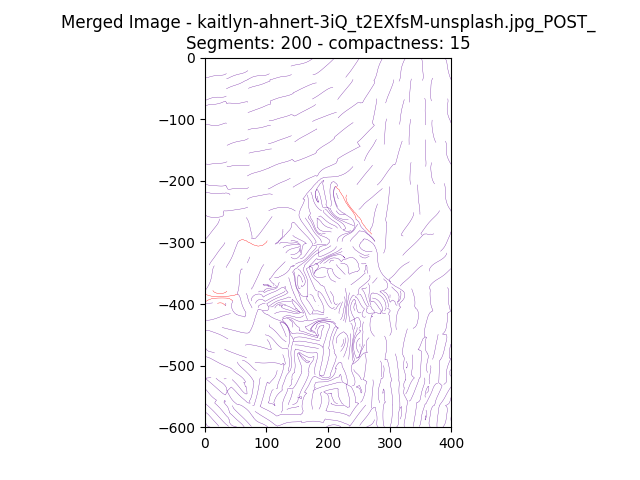 Merged Image - kaitlyn-ahnert-3iQ_t2EXfsM-unsplash.jpg_POST_
Segments: 200 - compactness: 15
0
−100
−200
−300
−400
−500
−600
0 100 200 300 400